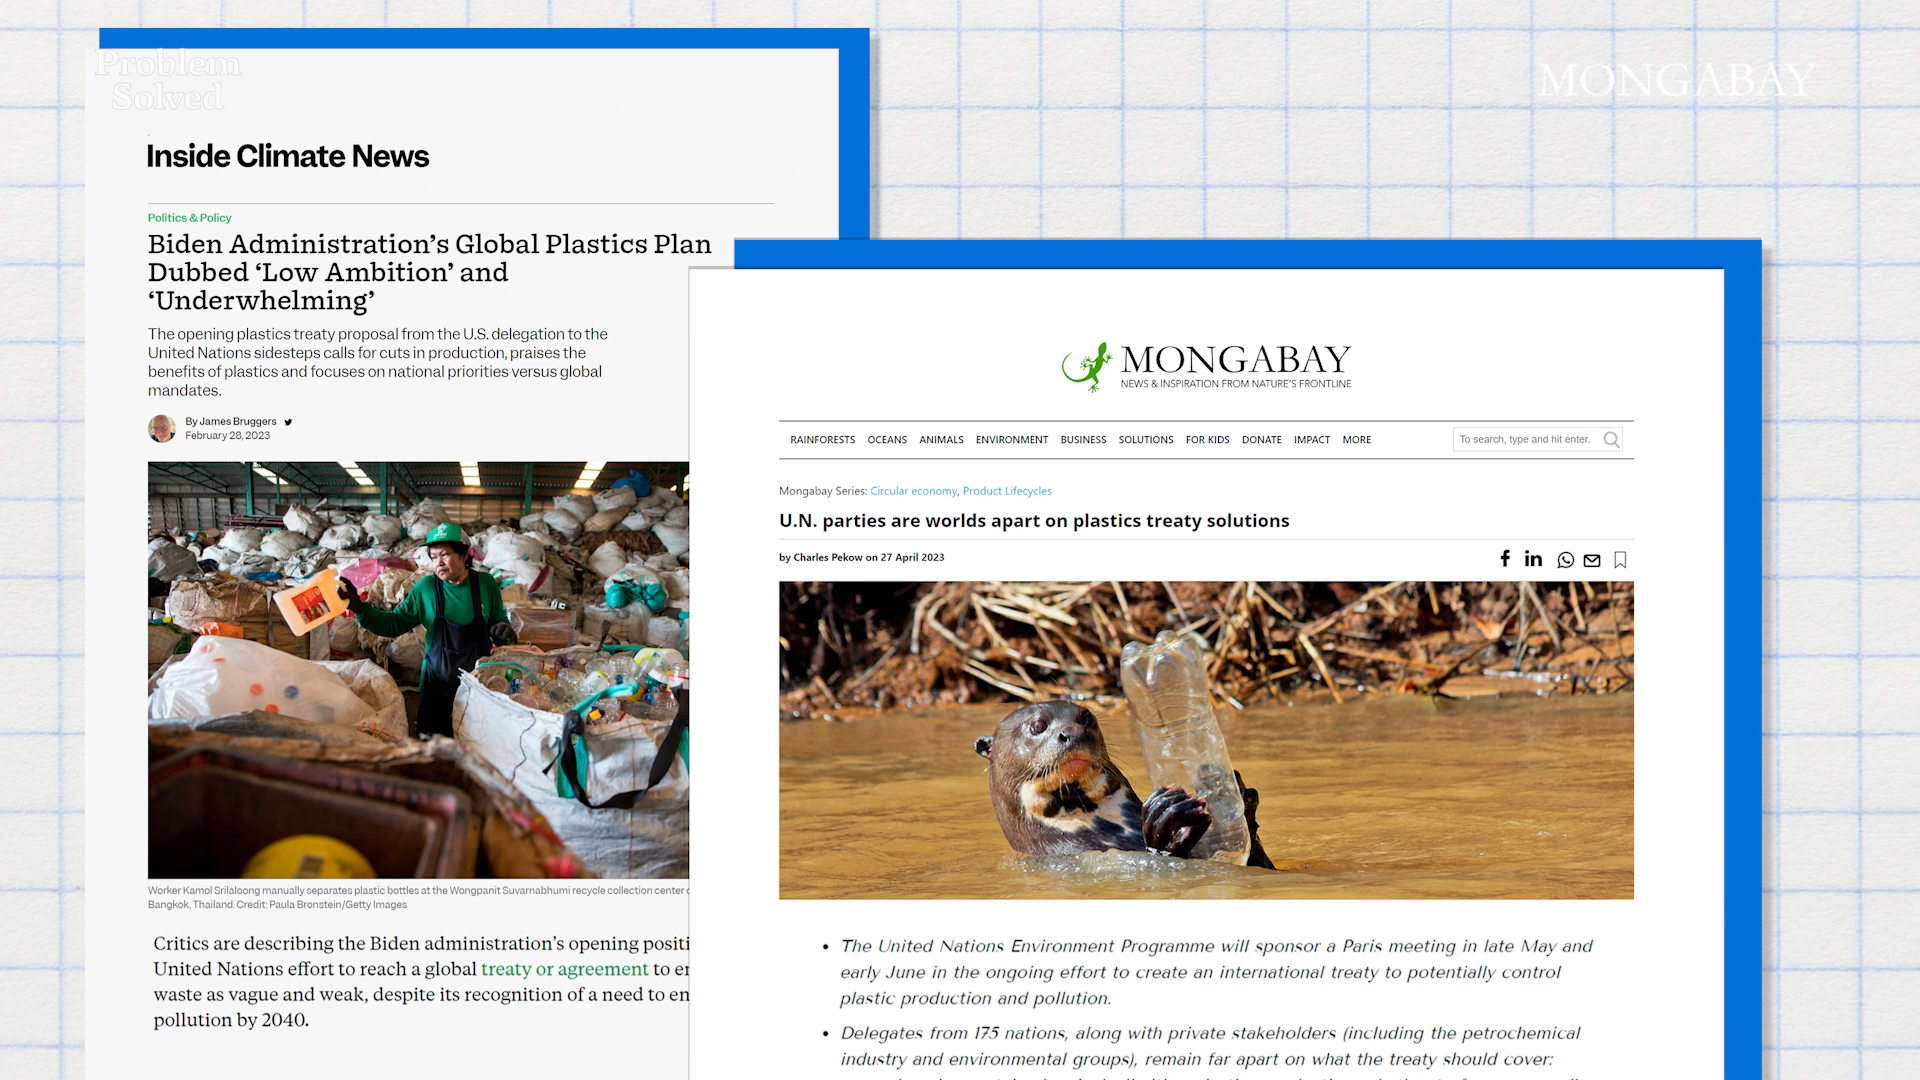 Problem
Solved
MONGABAY
Inside Climate News
Politics & Policy
Biden Administration’s Global Plastics Plan
Dubbed ‘Low Ambition’ and
‘Underwhelming’
The opening plastics treaty proposal from the U.S. delegation to the
United Nations sidesteps calls for cuts in production, praises the
benefits of plastics and focuses on national priorities versus global
mandates.
By James Bruggers
February 28, 2023
Worker Kamol Srilaloong manually separates plastic bottles at the Wongpanit Suvarnabhumi recycle collection center
Bangkok, Thailand. Credit: Paula Bronstein/Getty Images
Critics are describing the Biden administration’s opening positi
United Nations effort to reach a global treaty or agreement to
waste as vague and weak, despite its recognition of a need to en
pollution by 2040.
MONGABAY
NEWS & INSPIRATION FROM NATURE'S FRONTLINE
RAINFORESTS OCEANS ANIMALS ENVIRONMENT BUSINESS SOLUTIONS FOR KIDS DONATE IMPACT MORE
To search, type and hit enter.
Mongabay Series: Circular economy, Product Lifecycles
U.N. parties are worlds apart on plastics treaty solutions
by Charles Pekow on 27 April 2023
• The United Nations Environment Programme will sponsor a Paris meeting in late May and
early June in the ongoing effort to create an international treaty to potentially control
plastic production and pollution.
• Delegates from 175 nations, along with private stakeholders (including the petrochemical
industry and environmental groups), remain far apart on what the treaty should cover: